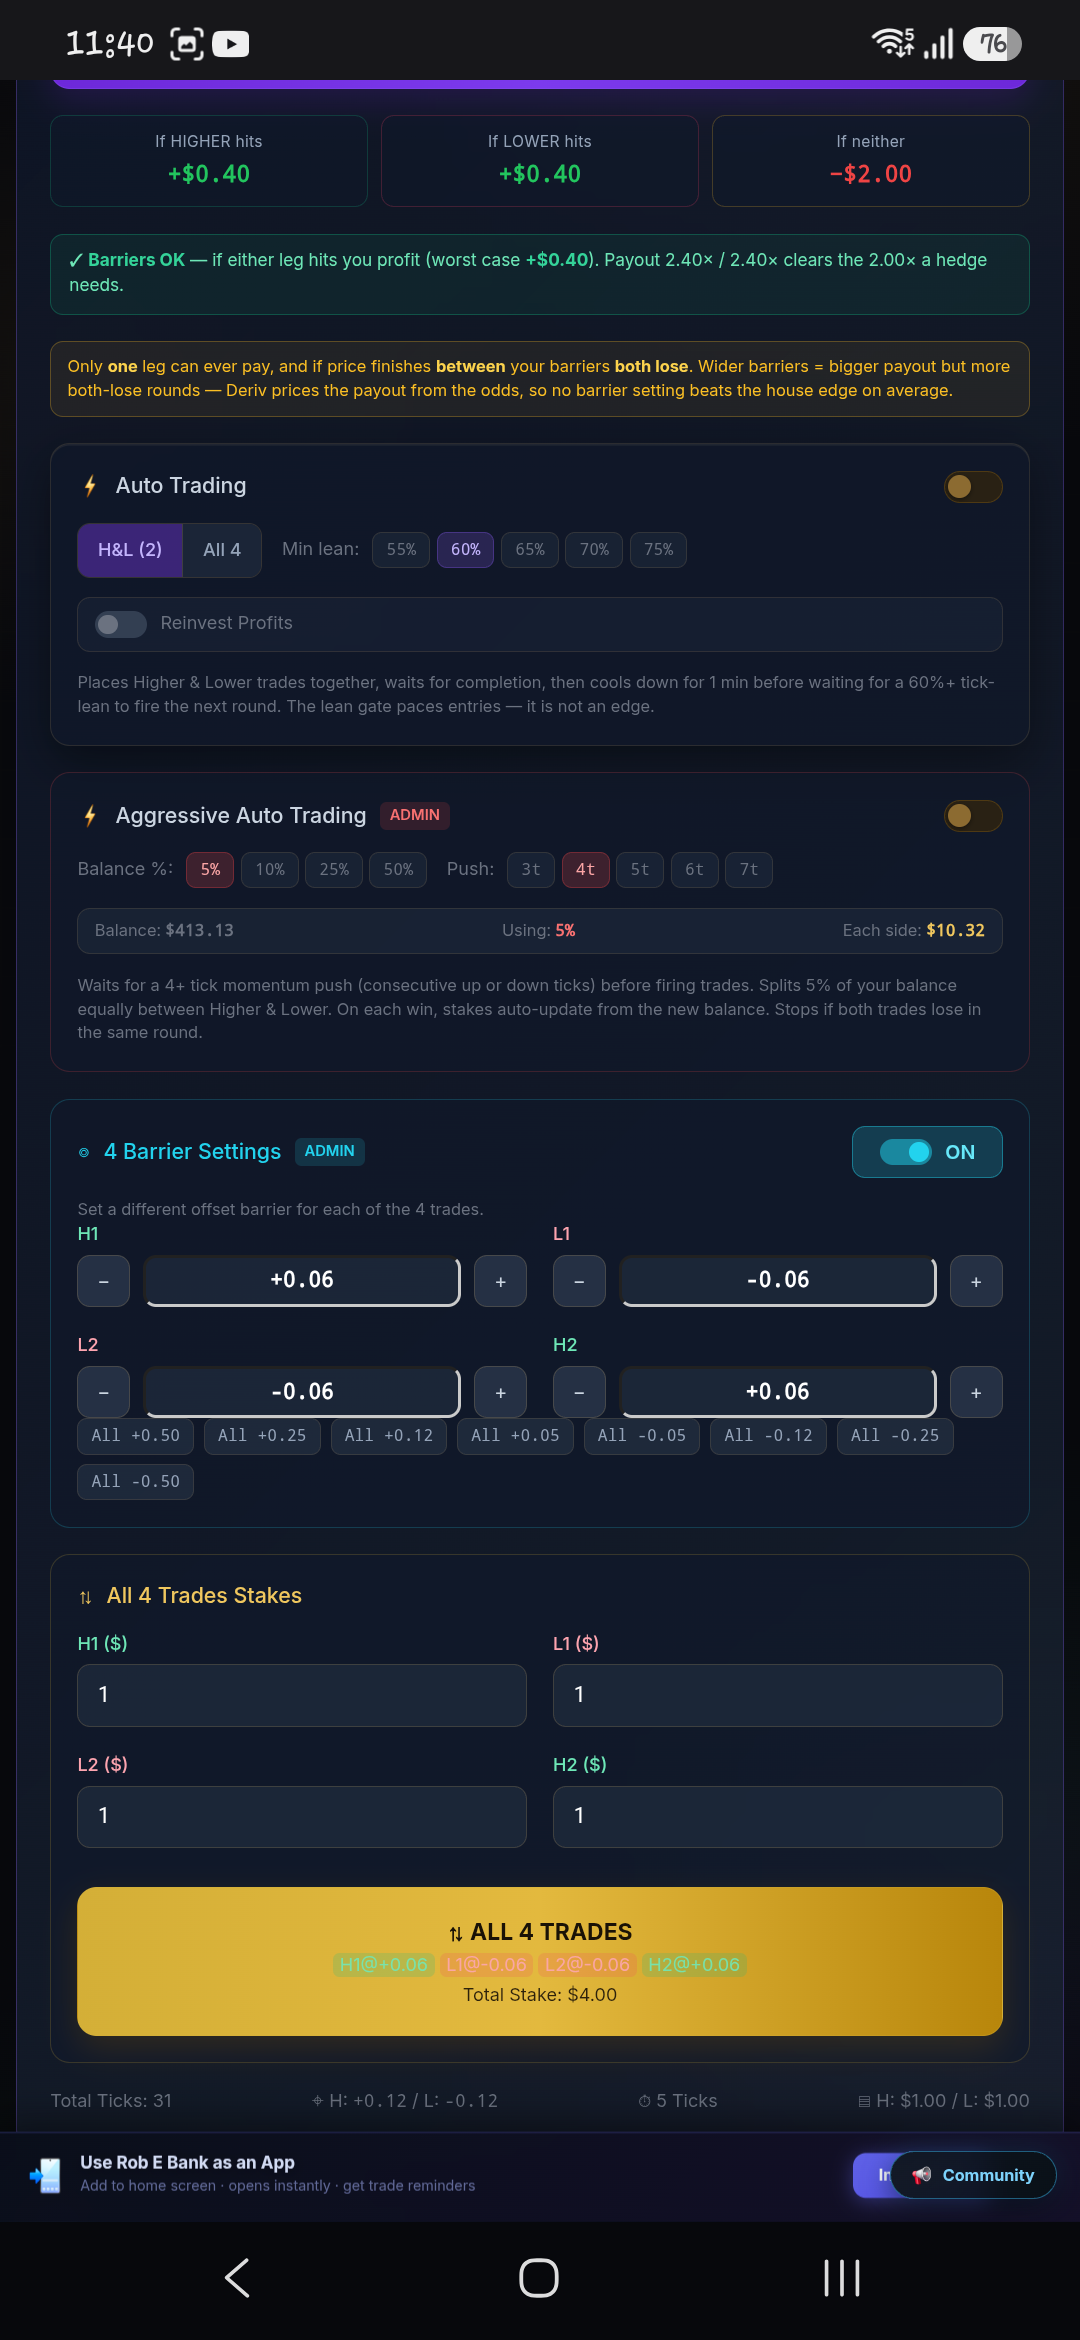 11:40 5 76
If HIGHER hits If LOWER hits If neither
+$0.40 +$0.40 −$2.00
✓ Barriers OK — if either leg hits you profit (worst case +$0.40). Payout 2.40× / 2.40× clears the 2.00× a hedge
needs.
Only one leg can ever pay, and if price finishes between your barriers both lose. Wider barriers = bigger payout but more
both-lose rounds — Deriv prices the payout from the odds, so no barrier setting beats the house edge on average.
⚡ Auto Trading
H&L (2) All 4 Min lean: 55% 60% 65% 70% 75%
Reinvest Profits
Places Higher & Lower trades together, waits for completion, then cools down for 1 min before waiting for a 60%+ tick-
lean to fire the next round. The lean gate paces entries — it is not an edge.
⚡ Aggressive Auto Trading ADMIN
Balance %: 5% 10% 25% 50% Push: 3t 4t 5t 6t 7t
Balance: $413.13 Using: 5% Each side: $10.32
Waits for a 4+ tick momentum push (consecutive up or down ticks) before firing trades. Splits 5% of your balance
equally between Higher & Lower. On each win, stakes auto-update from the new balance. Stops if both trades lose in
the same round.
◎ 4 Barrier Settings ADMIN ON
Set a different offset barrier for each of the 4 trades.
H1 L1
− +0.06 + − -0.06 +
L2 H2
− -0.06 + − +0.06 +
All +0.50 All +0.25 All +0.12 All +0.05 All -0.05 All -0.12 All -0.25
All -0.50
⇅ All 4 Trades Stakes
H1 ($) L1 ($)
1 1
L2 ($) H2 ($)
1 1
⇅ ALL 4 TRADES
H1@+0.06 L1@-0.06 L2@-0.06 H2@+0.06
Total Stake: $4.00
Total Ticks: 31 ⌖ H: +0.12 / L: -0.12 ⏱ 5 Ticks ▤ H: $1.00 / L: $1.00
Use Rob E Bank as an App
Add to home screen · opens instantly · get trade reminders
Community